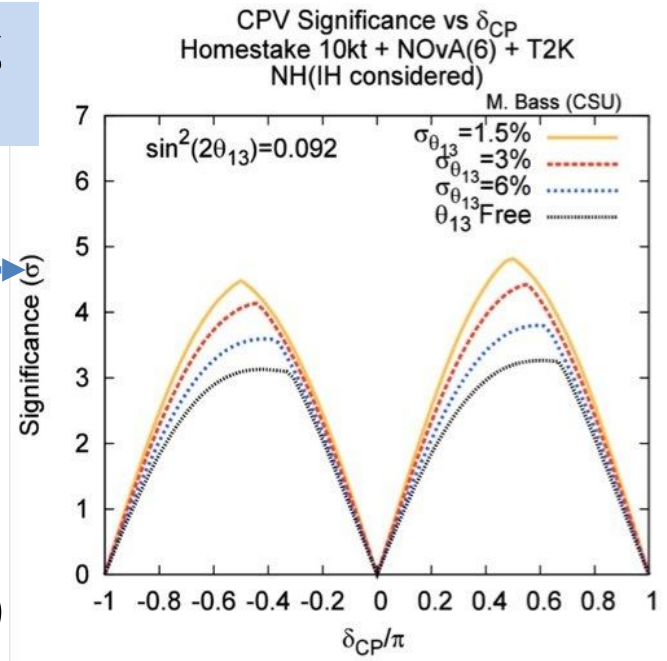 CPV Significance vs δCP
Homestake 10kt + NOvA(6) + T2K
NH(IH considered)
M. Bass (CSU)
sin²(2θ13)=0.092
σθ13=1.5%
σθ13=3%
σθ13=6%
θ13 Free
Significance (σ)
7
6
5
4
3
2
1
0
-1 -0.8 -0.6 -0.4 -0.2 0 0.2 0.4 0.6 0.8 1
δCP/π